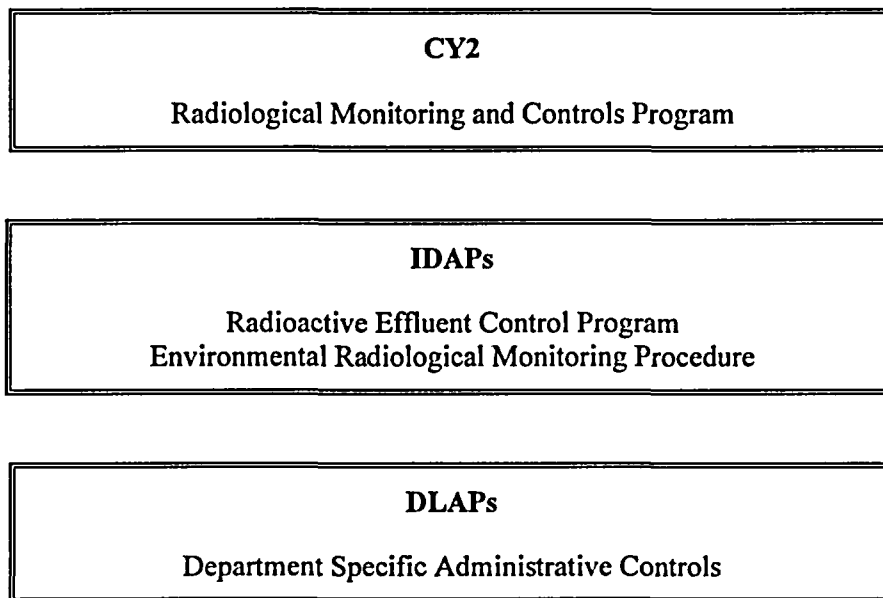 CY2
Radiological Monitoring and Controls Program
IDAPs
Radioactive Effluent Control Program
Environmental Radiological Monitoring Procedure
DLAPs
Department Specific Administrative Controls